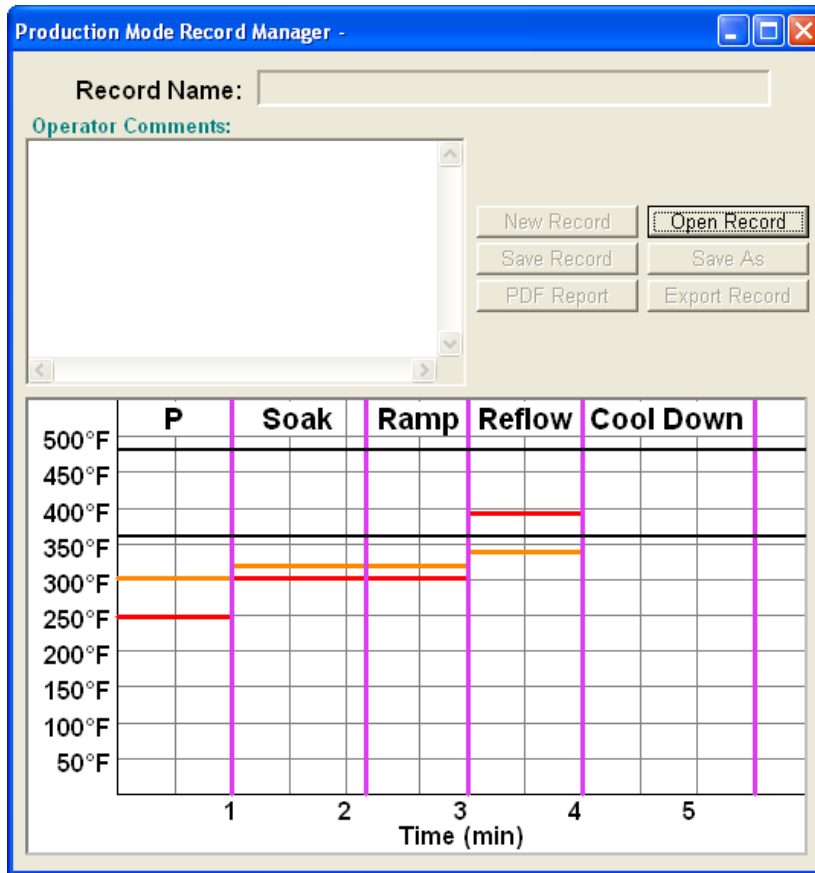 Production Mode Record Manager -
Record Name:
Operator Comments:
New Record Open Record
Save Record Save As
PDF Report Export Record
P Soak Ramp Reflow Cool Down
500°F
450°F
400°F
350°F
300°F
250°F
200°F
150°F
100°F
50°F
1 2 3 4 5
Time (min)